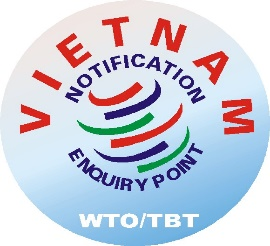 VIETNAM
NOTIFICATION
ENQUIRY POINT
WTO/TBT